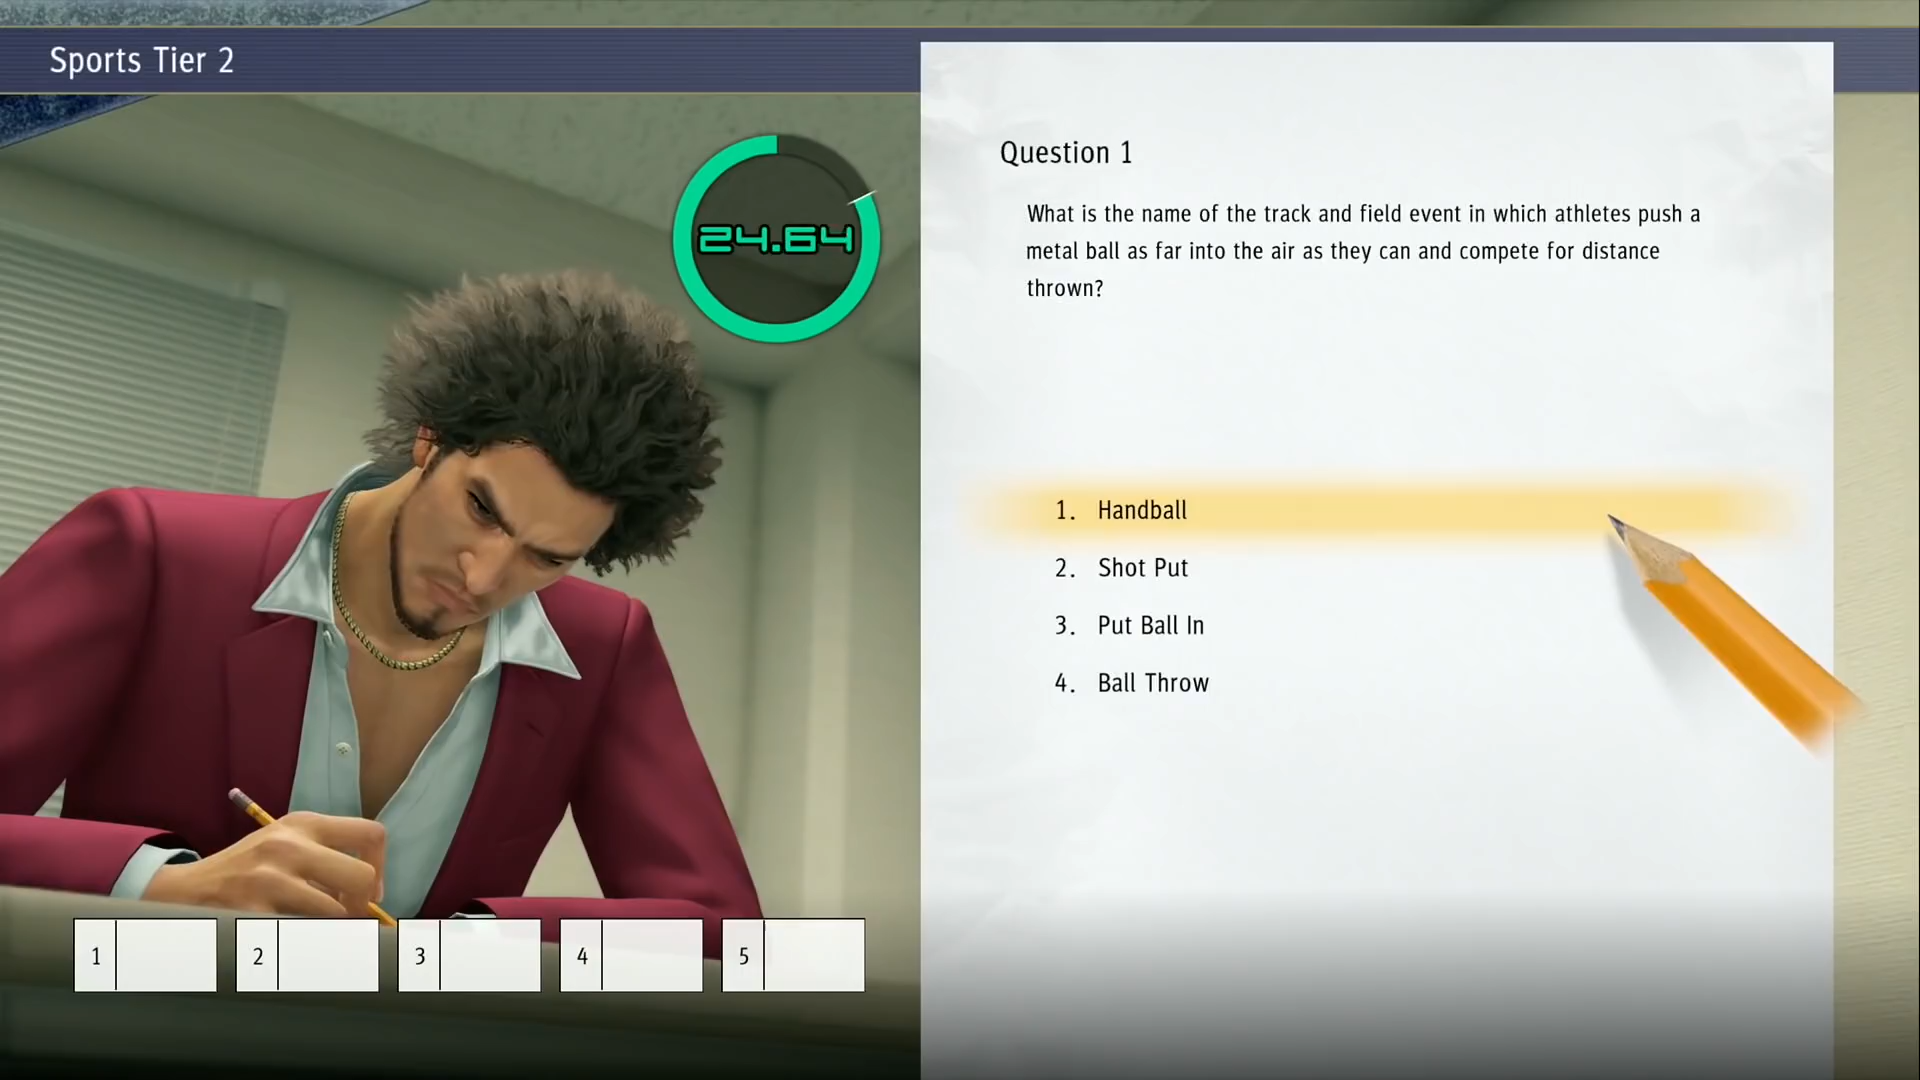 Sports Tier 2
24.64
Question 1
What is the name of the track and field event in which athletes push a
metal ball as far into the air as they can and compete for distance
thrown?
1. Handball
2. Shot Put
3. Put Ball In
4. Ball Throw
1 2 3 4 5